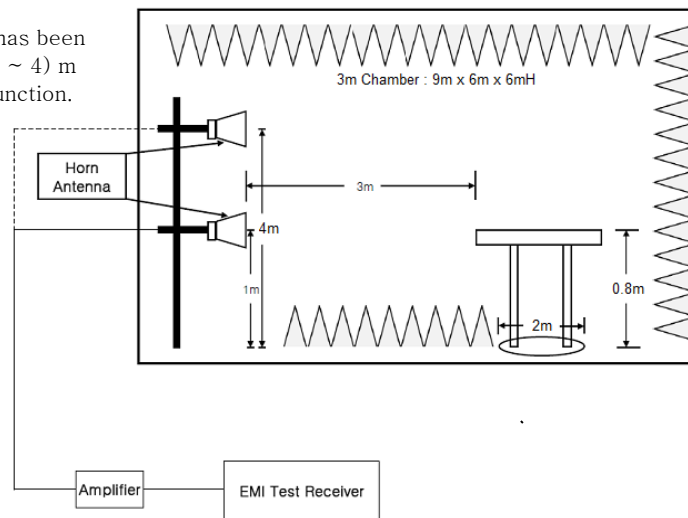 has been
~ 4) m
unction.
3m Chamber : 9m x 6m x 6mH
Horn
Antenna
3m
4m
1m
0.8m
2m
Amplifier
EMI Test Receiver